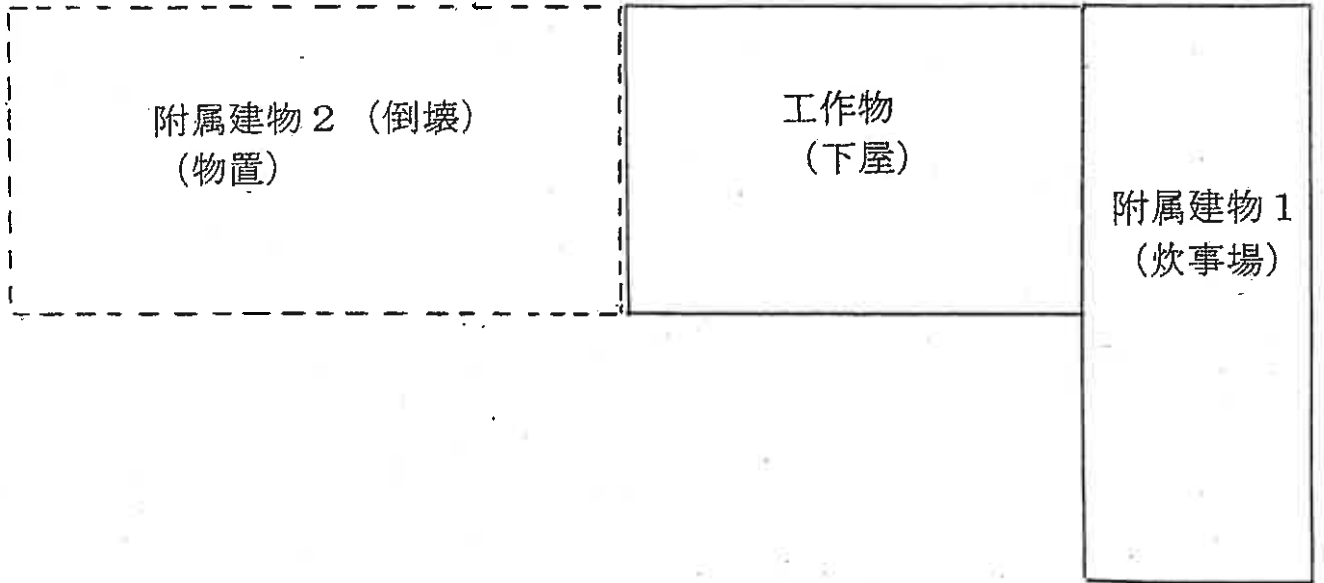 附属建物２（倒壊）
（物置）
工作物
（下屋）
附属建物１
（炊事場）